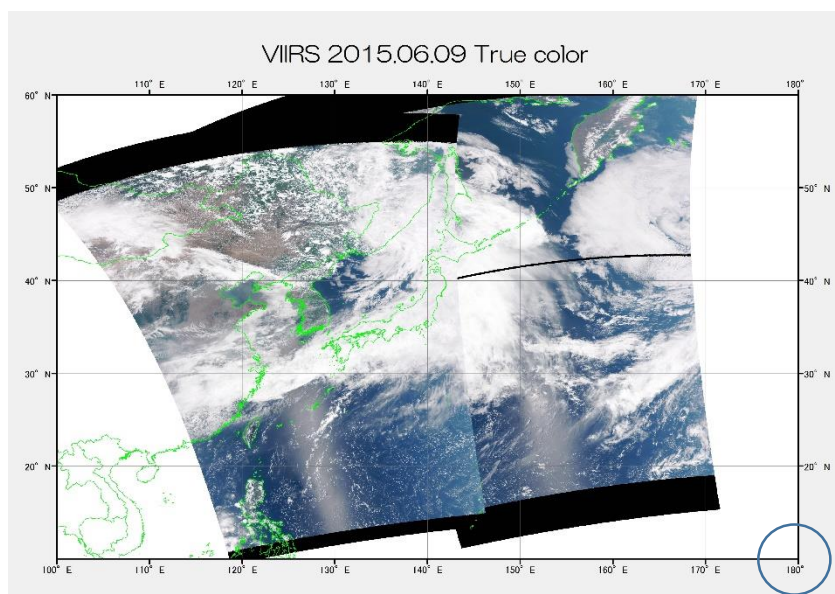 VIIRS 2015.06.09 True color
110° E 120° E 130° E 140° E 150° E 160° E 170° E 180°
60° N 60° N
50° N 50° N
40° N 40° N
30° N 30° N
20° N 20° N
100° E 110° E 120° E 130° E 140° E 150° E 160° E 170° E 180°